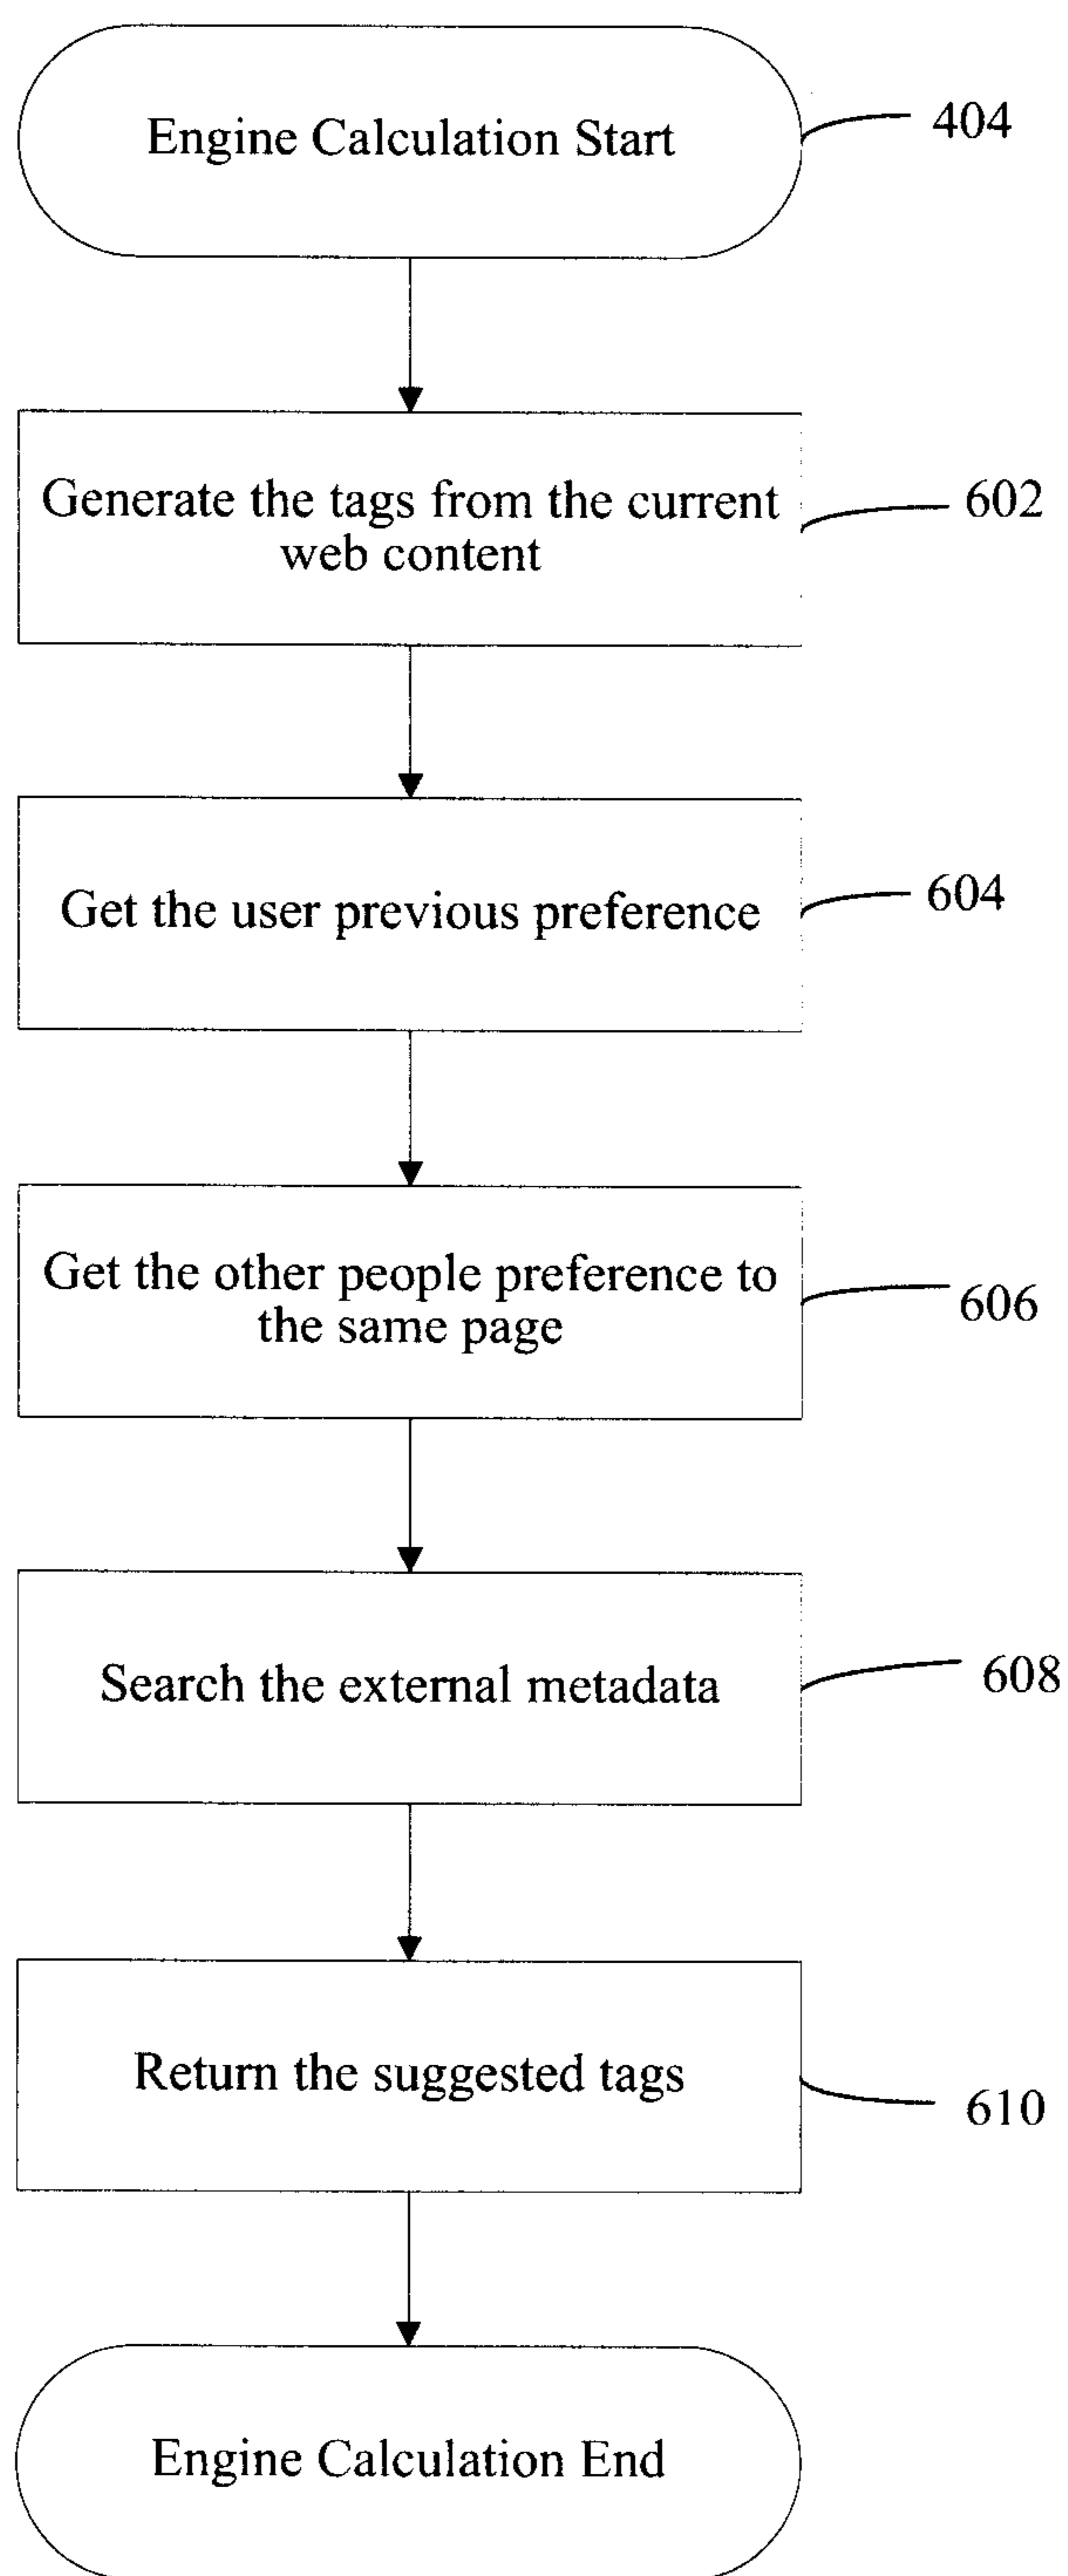 Engine Calculation Start
404
Generate the tags from the current
web content
602
Get the user previous preference
604
Get the other people preference to
the same page
606
Search the external metadata
608
Return the suggested tags
610
Engine Calculation End